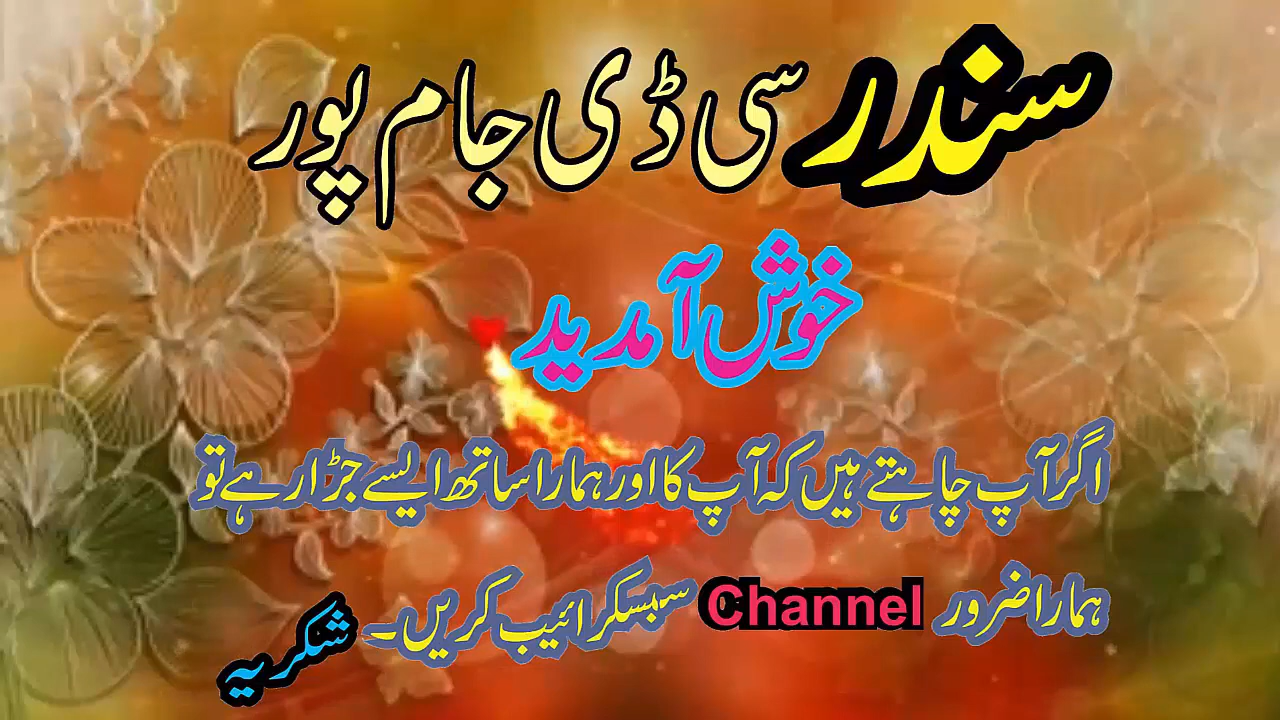 سندر سی ڈی جام پور
خوش آمدید
اگر آپ چاہتے ہیں کہ آپ کا اور ہمارا ساتھ ایسے جڑا رہے تو
ہمارا ضرور Channel سبسکرائیب کریں۔ شکریہ